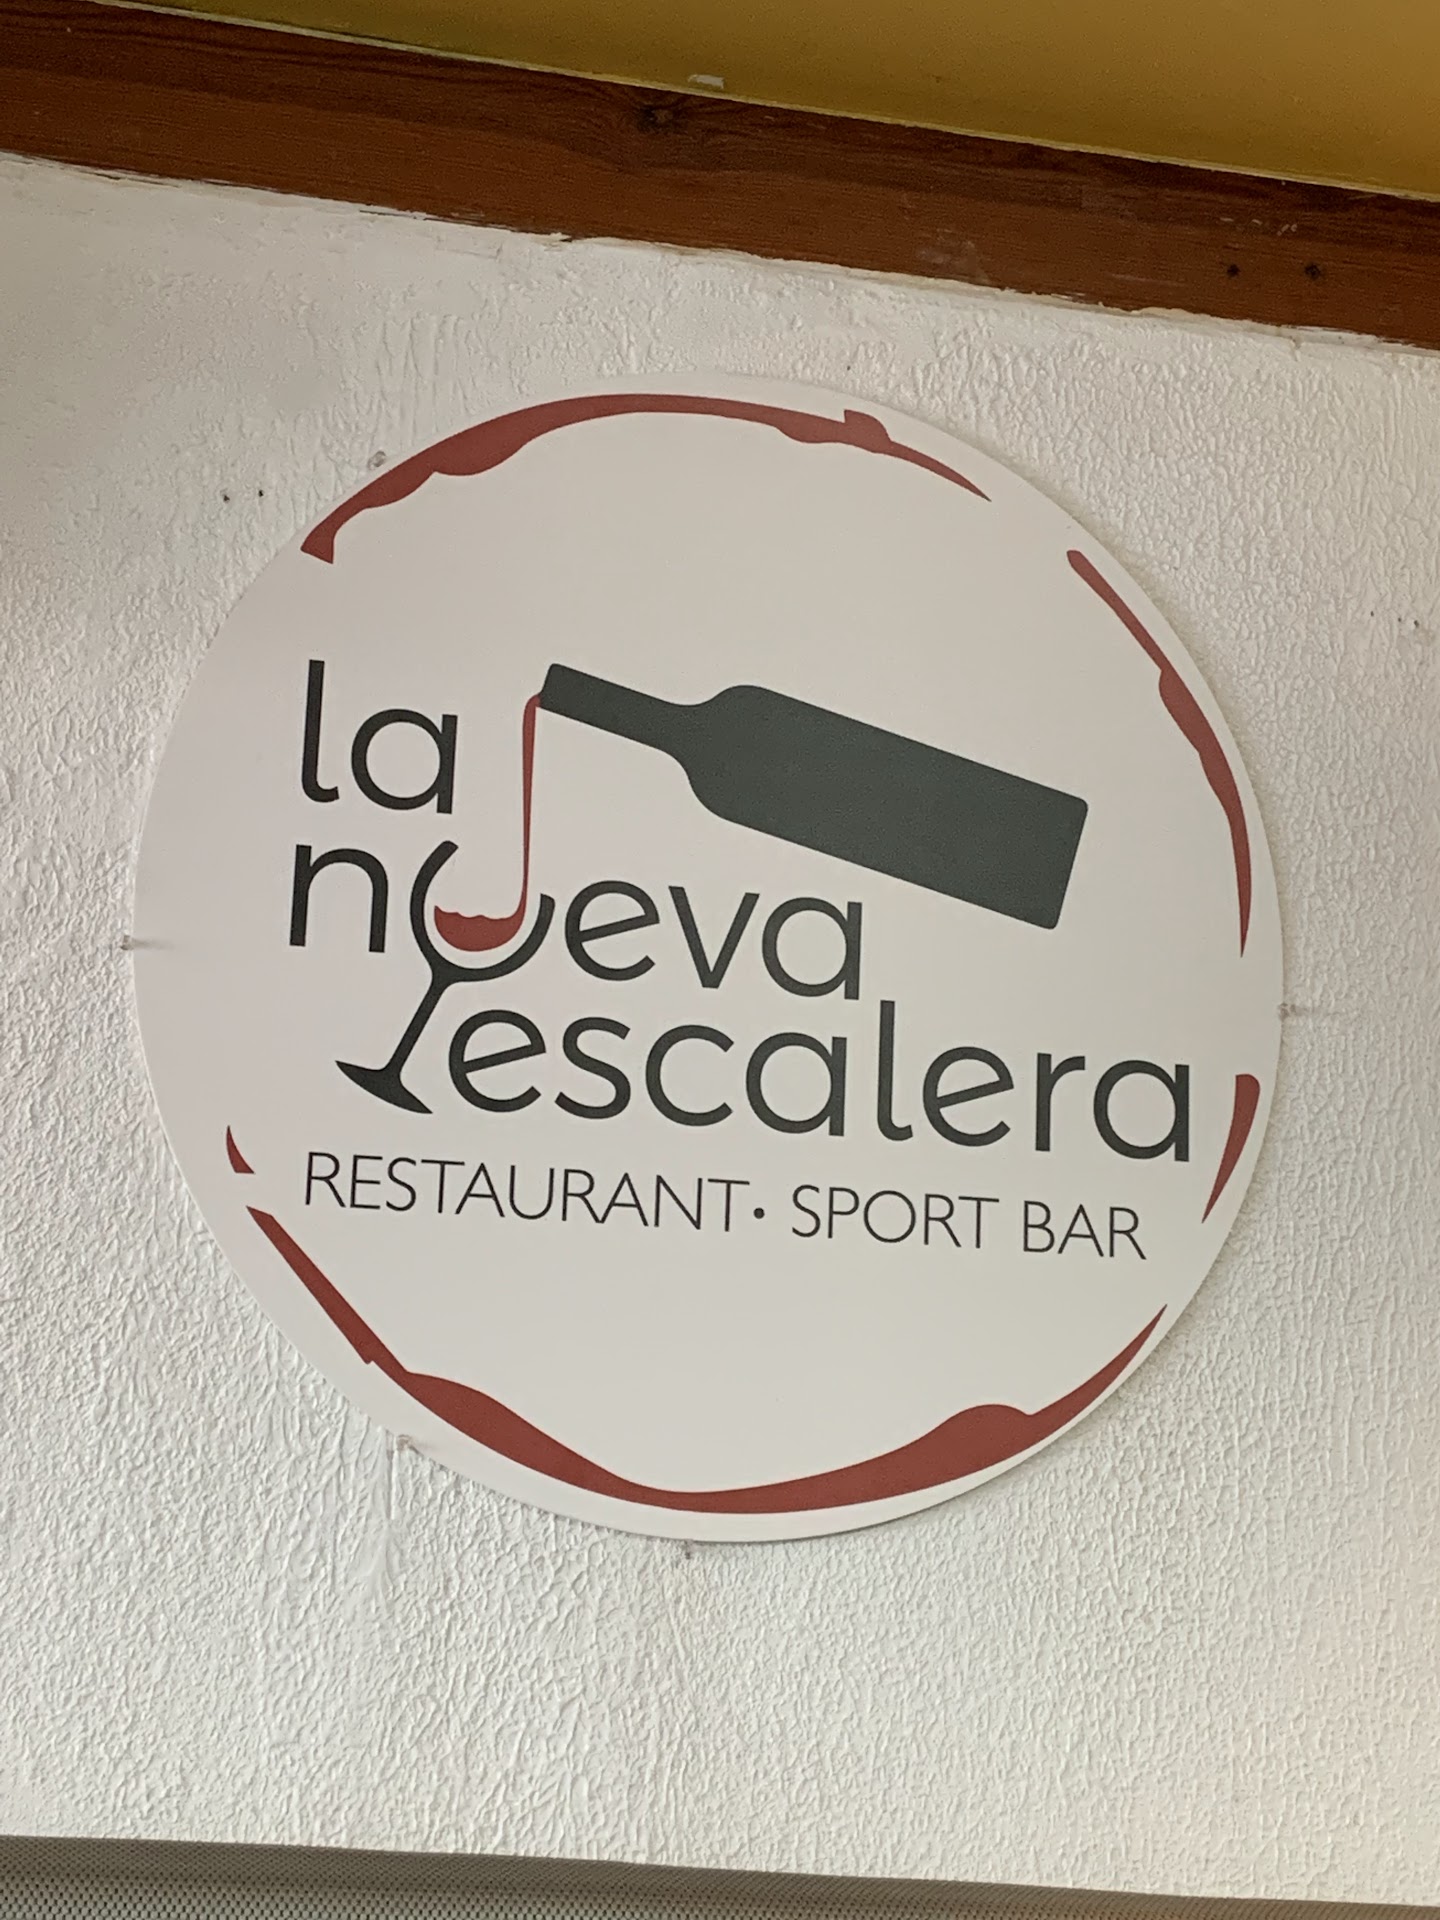 la
nueva
escalera
RESTAURANT · SPORT BAR